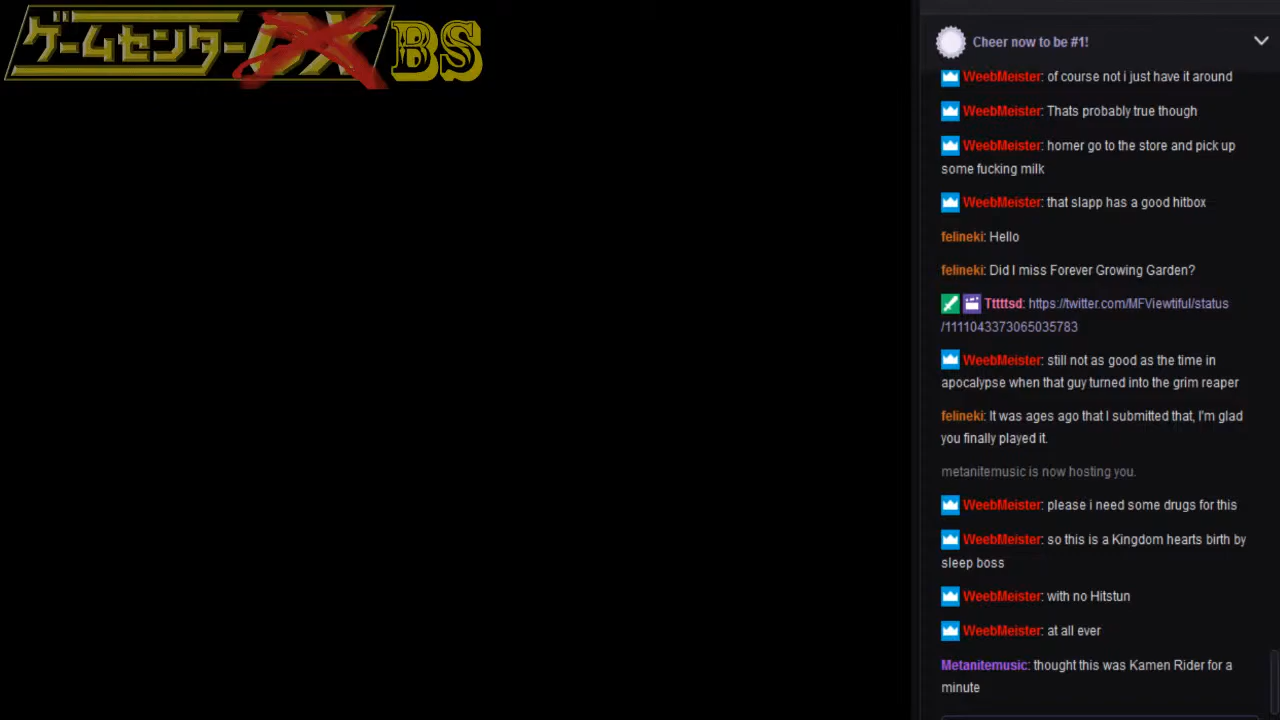 ゲームセンターDX BS
Cheer now to be #1!
WeebMeister: of course not i just have it around
WeebMeister: Thats probably true though
WeebMeister: homer go to the store and pick up
some fucking milk
WeebMeister: that slapp has a good hitbox
felineki: Hello
felineki: Did I miss Forever Growing Garden?
Tttttsd: https://twitter.com/MFViewtiful/status
/1111043373065035783
WeebMeister: still not as good as the time in
apocalypse when that guy turned into the grim reaper
felineki: It was ages ago that I submitted that, I'm glad
you finally played it.
metanitemusic is now hosting you.
WeebMeister: please i need some drugs for this
WeebMeister: so this is a Kingdom hearts birth by
sleep boss
WeebMeister: with no Hitstun
WeebMeister: at all ever
Metanitemusic: thought this was Kamen Rider for a
minute